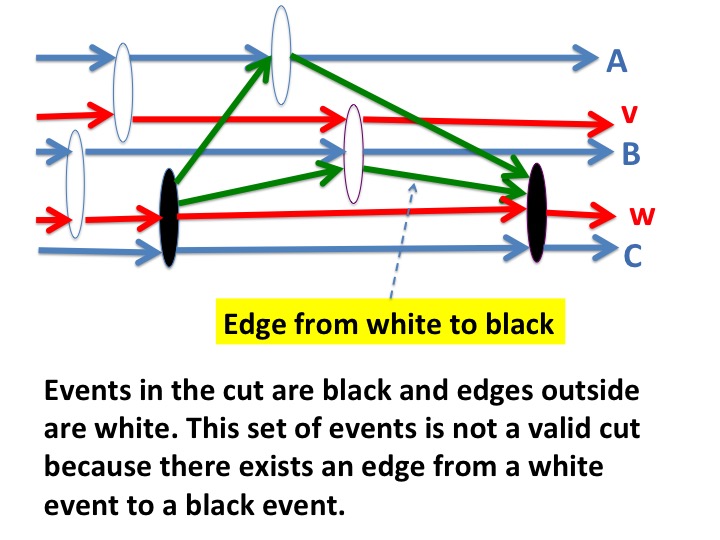 A
v
B
w
C
Edge from white to black
Events in the cut are black and edges outside
are white. This set of events is not a valid cut
because there exists an edge from a white
event to a black event.